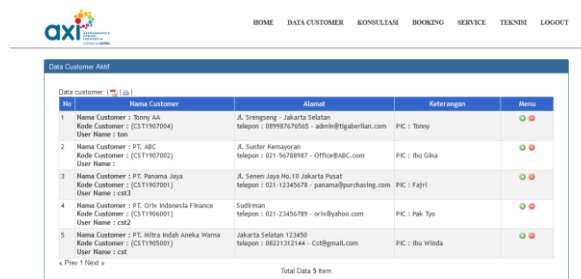 axi
HOME DATA CUSTOMER KONSULTASI BOOKING SERVICE TEKNISI LOGOUT
Data Customer Aktif
Data customer: | | |
No Nama Customer Alamat Keterangan Menu
1 Nama Customer : Tonny AA Jl. Srengseng - Jakarta Selatan
Kode Customer : (CST1907004) telepon : 089987676565 - admin@tigaberlian.com PIC : Tonny
User Name : ton
2 Nama Customer : PT. ABC Jl. Sunter Kemayoran
Kode Customer : (CST1907002) telepon : 021-56788987 - Office@ABC.com PIC : Ibu Gina
User Name :
3 Nama Customer : PT. Panama Jaya Jl. Senen Jaya No.10 Jakarta Pusat
Kode Customer : (CST1907001) telepon : 021-12345678 - panama@purchasing.com PIC : Fajri
User Name : cst3
4 Nama Customer : PT. Orix Indonesia Finance Sudirman
Kode Customer : (CST1906001) telepon : 021-23456789 - orix@yahoo.com PIC : Pak Tyo
User Name : cst2
5 Nama Customer : PT. Mitra Indah Aneka Warna Jakarta Selatan 123450
Kode Customer : (CST1905001) telepon : 08221312144 - Cst@gmail.com PIC : Ibu Winda
User Name : cst
« Prev 1 Next »
Total Data 5 Item